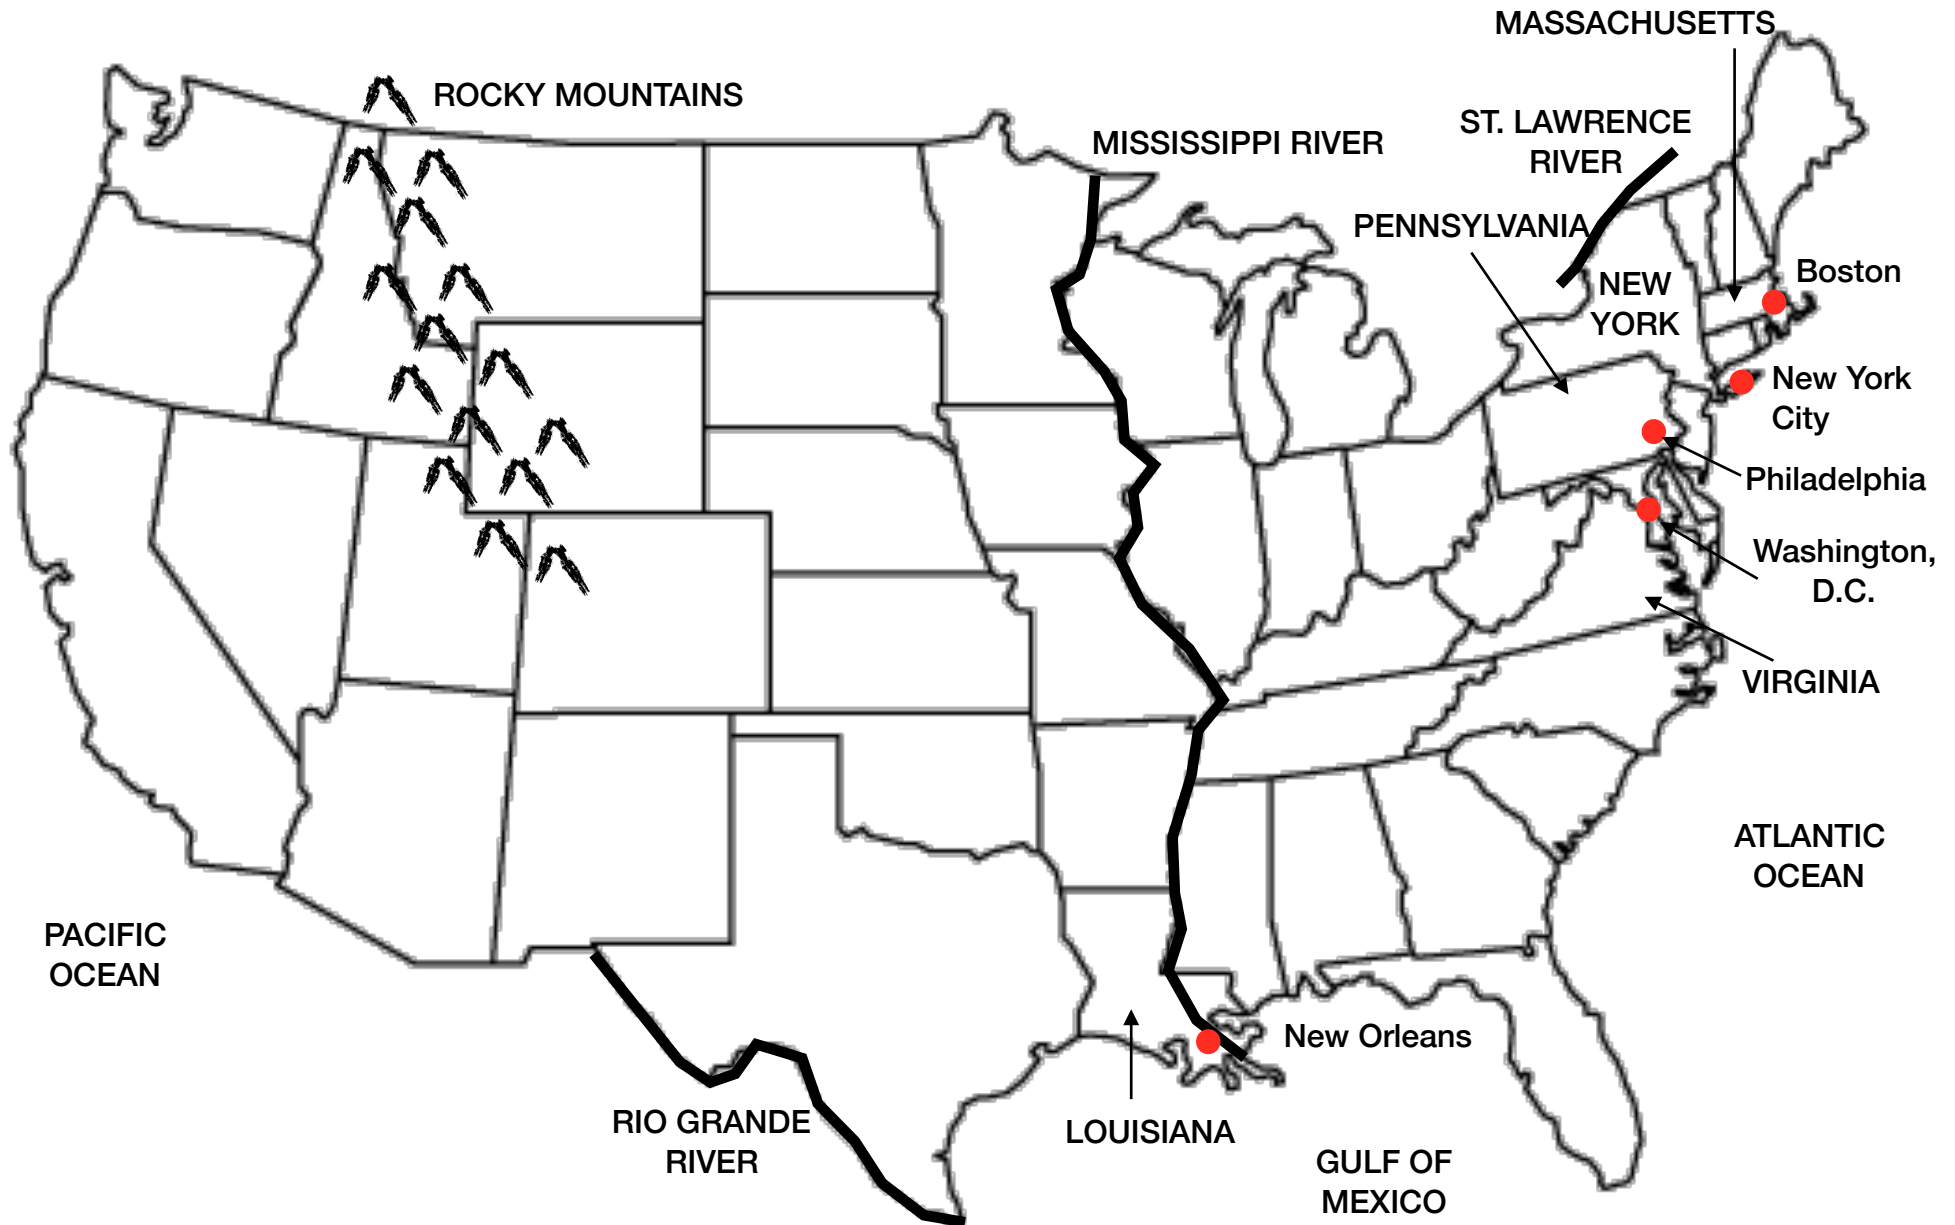 MASSACHUSETTS
ROCKY MOUNTAINS
MISSISSIPPI RIVER
ST. LAWRENCE
RIVER
PENNSYLVANIA
NEW
YORK
Boston
New York
City
Philadelphia
Washington,
D.C.
VIRGINIA
ATLANTIC
OCEAN
PACIFIC
OCEAN
New Orleans
RIO GRANDE
RIVER
LOUISIANA
GULF OF
MEXICO